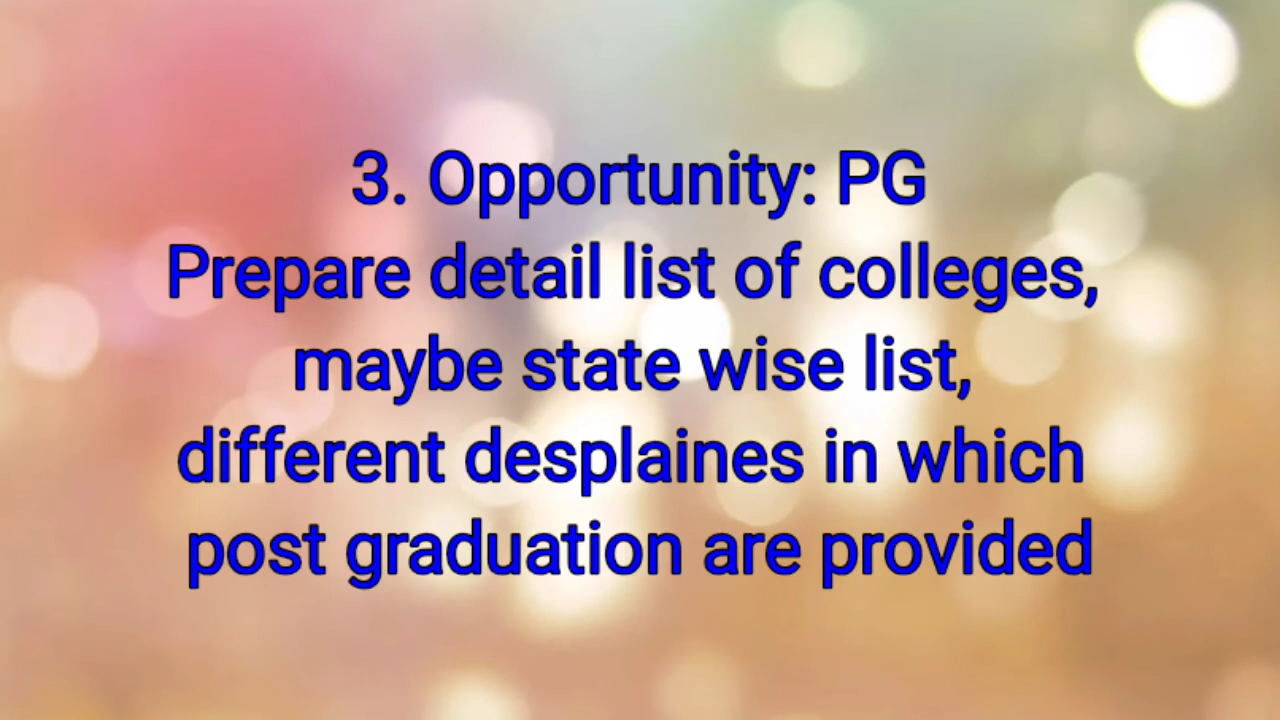 3. Opportunity: PG
Prepare detail list of colleges,
maybe state wise list,
different desplaines in which
post graduation are provided